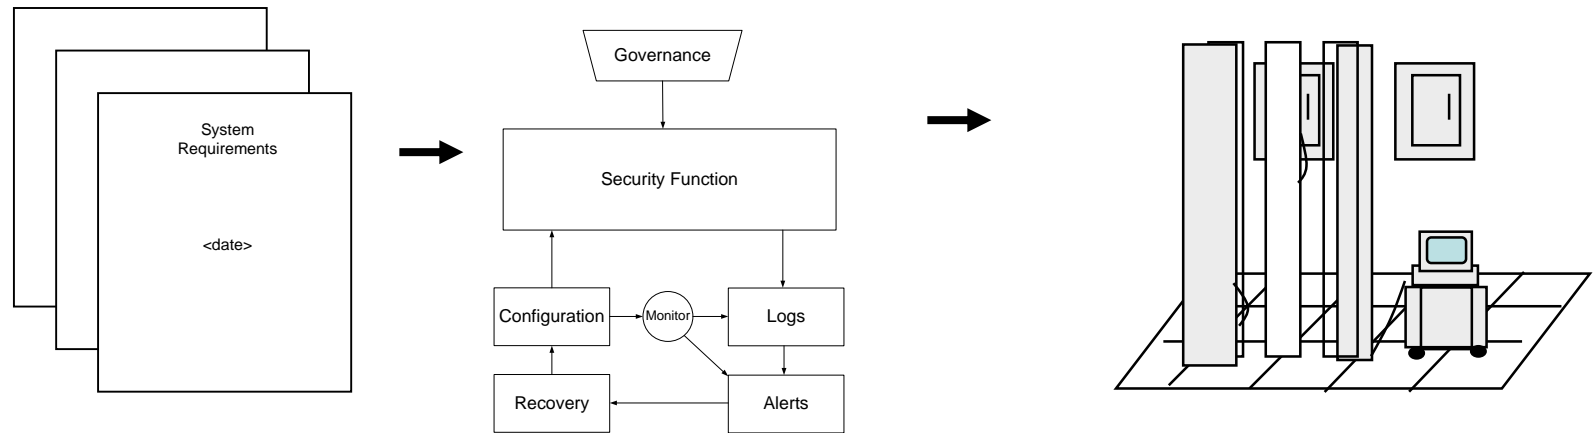 System
Requirements
<date>
Governance
Security Function
Configuration
Monitor
Logs
Recovery
Alerts